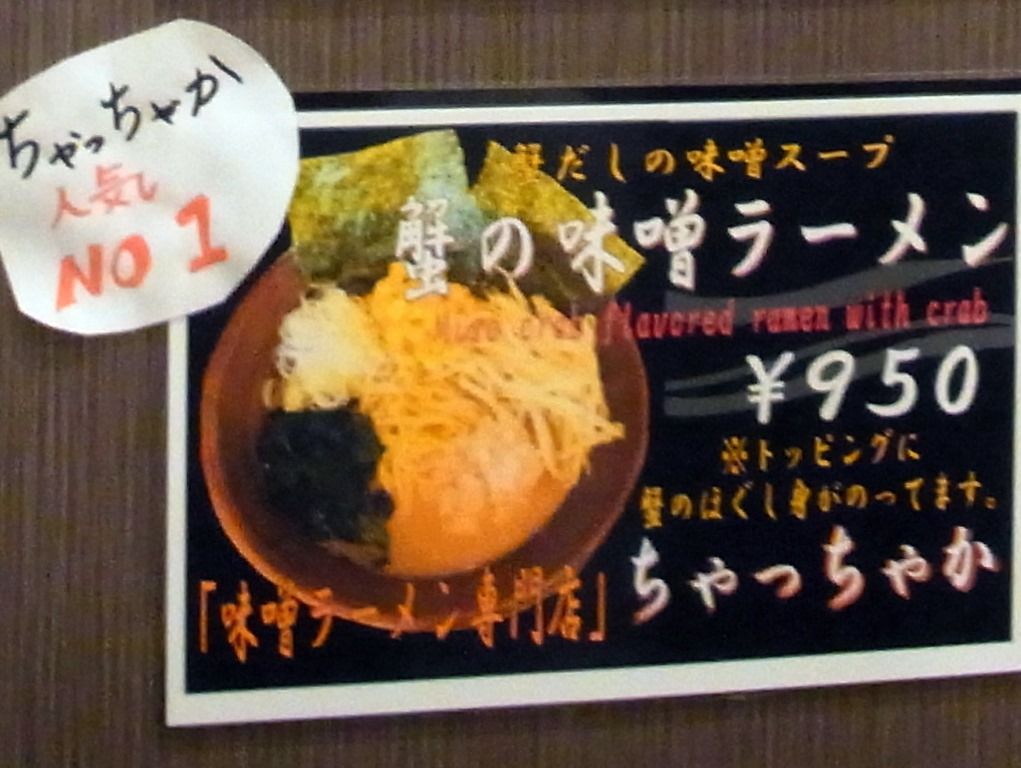 ちゃっちゃか
人気
NO 1
蟹だしの味噌スープ
蟹の味噌ラーメン
crab flavored ramen with crab
¥950
※トッピングに
蟹のほぐし身がのってます。
ちゃっちゃか
「味噌ラーメン専門店」